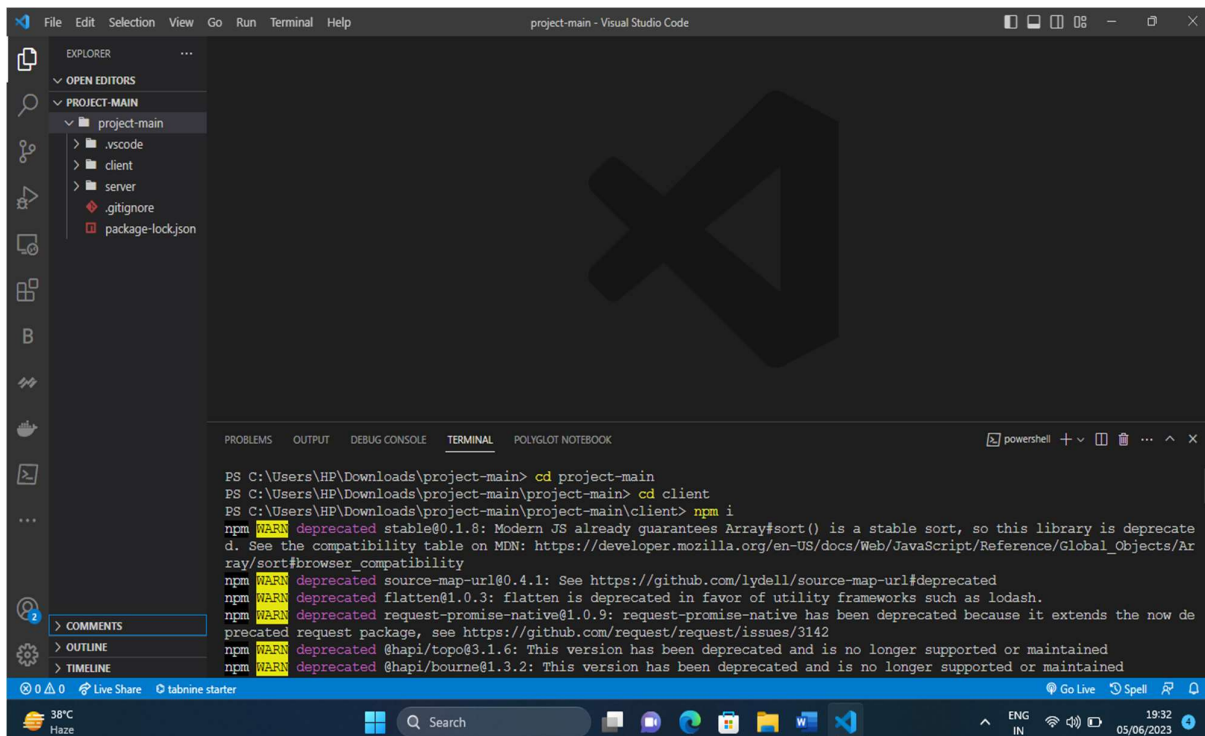 File Edit Selection View Go Run Terminal Help
project-main - Visual Studio Code
EXPLORER
OPEN EDITORS
PROJECT-MAIN
project-main
.vscode
client
server
.gitignore
package-lock.json
B
2
COMMENTS
OUTLINE
TIMELINE
PROBLEMS OUTPUT DEBUG CONSOLE TERMINAL POLYGLOT NOTEBOOK
powershell
PS C:\Users\HP\Downloads\project-main> cd project-main
PS C:\Users\HP\Downloads\project-main\project-main> cd client
PS C:\Users\HP\Downloads\project-main\project-main\client> npm i
npm WARN deprecated stable@0.1.8: Modern JS already guarantees Array#sort() is a stable sort, so this library is deprecate
d. See the compatibility table on MDN: https://developer.mozilla.org/en-US/docs/Web/JavaScript/Reference/Global_Objects/Ar
ray/sort#browser_compatibility
npm WARN deprecated source-map-url@0.4.1: See https://github.com/lydell/source-map-url#deprecated
npm WARN deprecated flatten@1.0.3: flatten is deprecated in favor of utility frameworks such as lodash.
npm WARN deprecated request-promise-native@1.0.9: request-promise-native has been deprecated because it extends the now de
precated request package, see https://github.com/request/request/issues/3142
npm WARN deprecated @hapi/topo@3.1.6: This version has been deprecated and is no longer supported or maintained
npm WARN deprecated @hapi/bourne@1.3.2: This version has been deprecated and is no longer supported or maintained
0 0 Live Share tabnine starter
Go Live Spell
38°C
Haze
Search
ENG
IN
19:32
05/06/2023
4